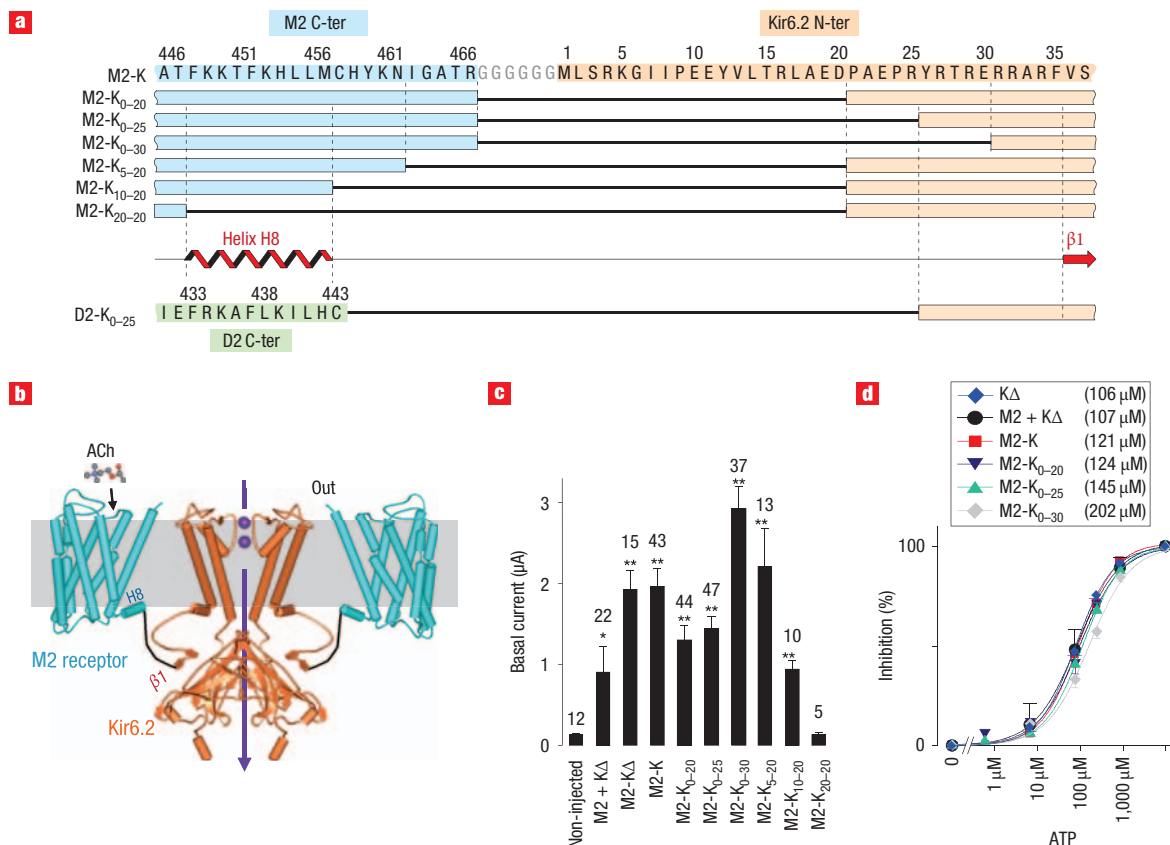 a
M2 C-ter
Kir6.2 N-ter
446 451 456 461 466 1 5 10 15 20 25 30 35
M2-K ATFKKTFKHLLMCHYKNIGATRGGGGGGMLSRKGIIPEEYVLTRLAEDPAEPRYRTRERRARFVS
M2-K0–20
M2-K0–25
M2-K0–30
M2-K5–20
M2-K10–20
M2-K20–20
Helix H8
β1
433 438 443
D2-K0–25 IEFRKAFLKILHC
D2 C-ter
b
ACh
Out
H8
M2 receptor
β1
Kir6.2
c
Basal current (µA)
3
2
1
0
12
22
*
15
**
43
**
44
**
47
**
37
**
13
**
10
**
5
Non-injected
M2 + KΔ
M2-KΔ
M2-K
M2-K0–20
M2-K0–25
M2-K0–30
M2-K5–20
M2-K10–20
M2-K20–20
d
KΔ (106 µM)
M2 + KΔ (107 µM)
M2-K (121 µM)
M2-K0–20 (124 µM)
M2-K0–25 (145 µM)
M2-K0–30 (202 µM)
Inhibition (%)
100
0
0
1 µM
10 µM
100 µM
1,000 µM
ATP